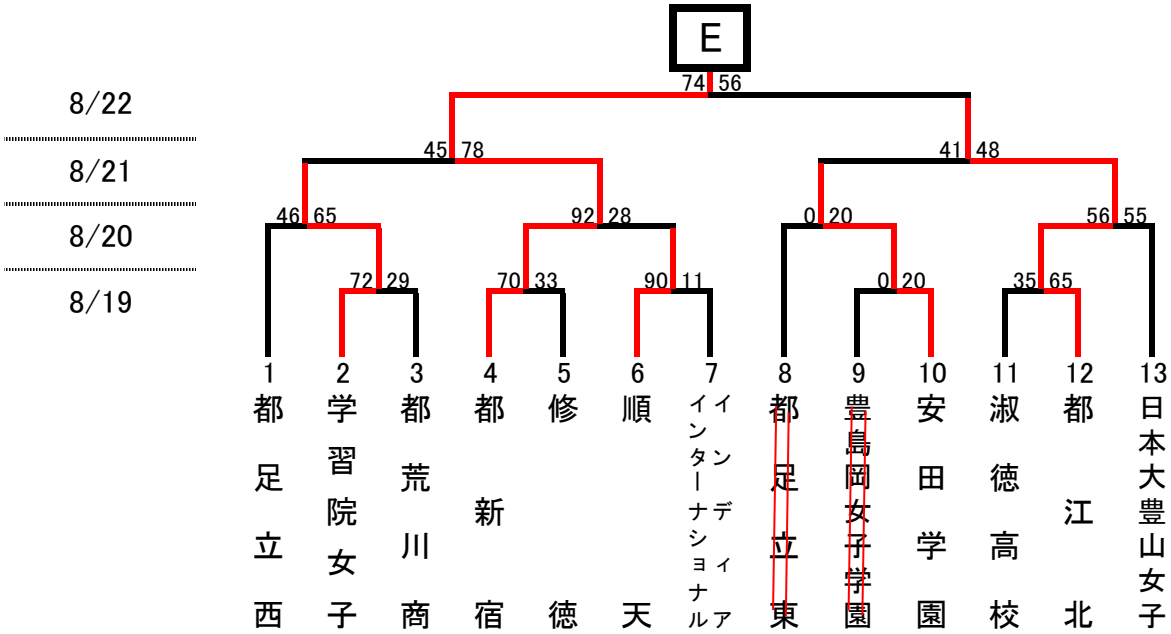 E
74 56
8/22
45 78
41 48
8/21
46 65
92 28
0 20
56 55
8/20
72 29
70 33
90 11
0 20
35 65
8/19
1
2
3
4
5
6
7
8
9
10
11
12
13
都足立西
学習院女子
都荒川商
都新宿
修徳
順天
インディア
インターナショナル
都足立東
豊島岡女子学園
安田学園
淑徳高校
都江北
日本大豊山女子